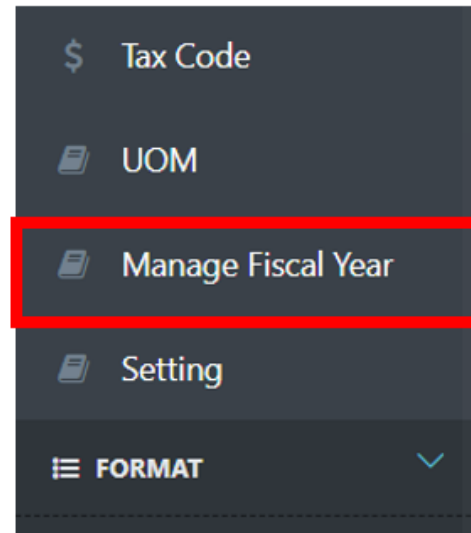 $ Tax Code
UOM
Manage Fiscal Year
Setting
FORMAT